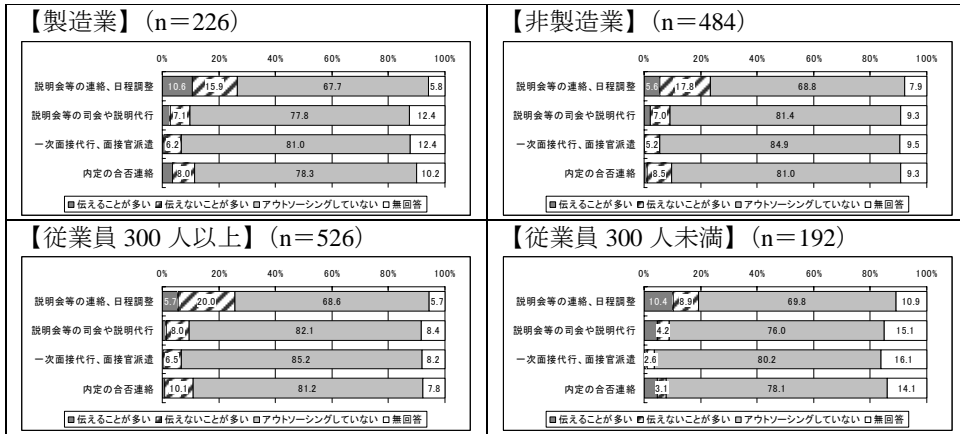 【製造業】(n=226)
0% 20% 40% 60% 80% 100%
説明会等の連絡、日程調整 10.6 15.9 67.7 5.8
説明会等の司会や説明代行 7.1 77.8 12.4
一次面接代行、面接官派遣 6.2 81.0 12.4
内定の合否連絡 8.0 78.3 10.2
伝えることが多い 伝えないことが多い アウトソーシングしていない 無回答
【非製造業】(n=484)
0% 20% 40% 60% 80% 100%
説明会等の連絡、日程調整 5.6 17.8 68.8 7.9
説明会等の司会や説明代行 7.0 81.4 9.3
一次面接代行、面接官派遣 5.2 84.9 9.5
内定の合否連絡 8.5 81.0 9.3
伝えることが多い 伝えないことが多い アウトソーシングしていない 無回答
【従業員 300 人以上】(n=526)
0% 20% 40% 60% 80% 100%
説明会等の連絡、日程調整 5.7 20.0 68.6 5.7
説明会等の司会や説明代行 8.0 82.1 8.4
一次面接代行、面接官派遣 6.5 85.2 8.2
内定の合否連絡 10.1 81.2 7.8
伝えることが多い 伝えないことが多い アウトソーシングしていない 無回答
【従業員 300 人未満】(n=192)
0% 20% 40% 60% 80% 100%
説明会等の連絡、日程調整 10.4 8.9 69.8 10.9
説明会等の司会や説明代行 4.2 76.0 15.1
一次面接代行、面接官派遣 2.6 80.2 16.1
内定の合否連絡 3.1 78.1 14.1
伝えることが多い 伝えないことが多い アウトソーシングしていない 無回答